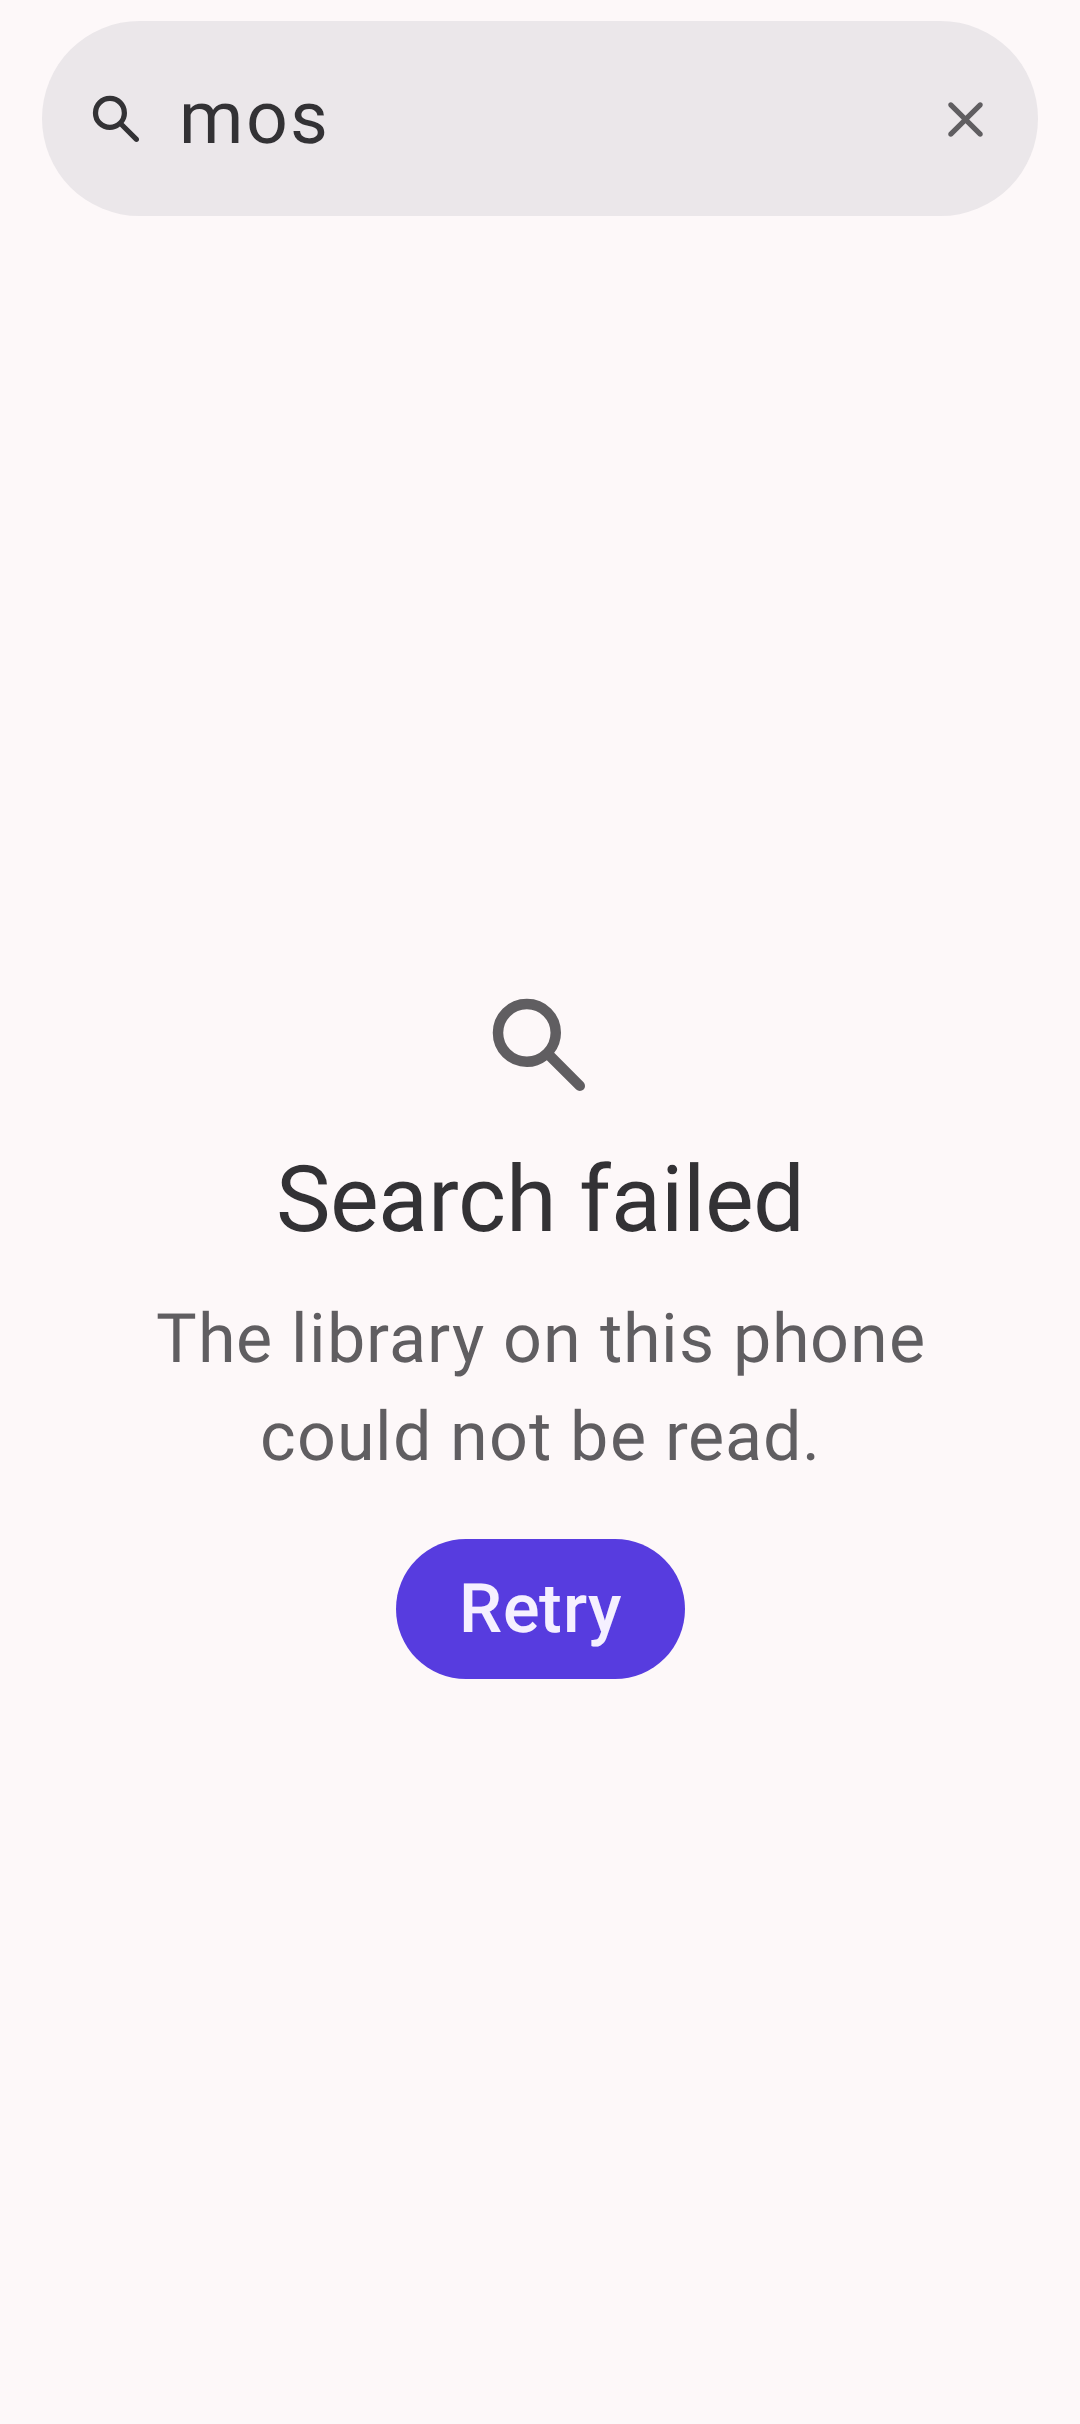 mos
Search failed
The library on this phone
could not be read.
Retry